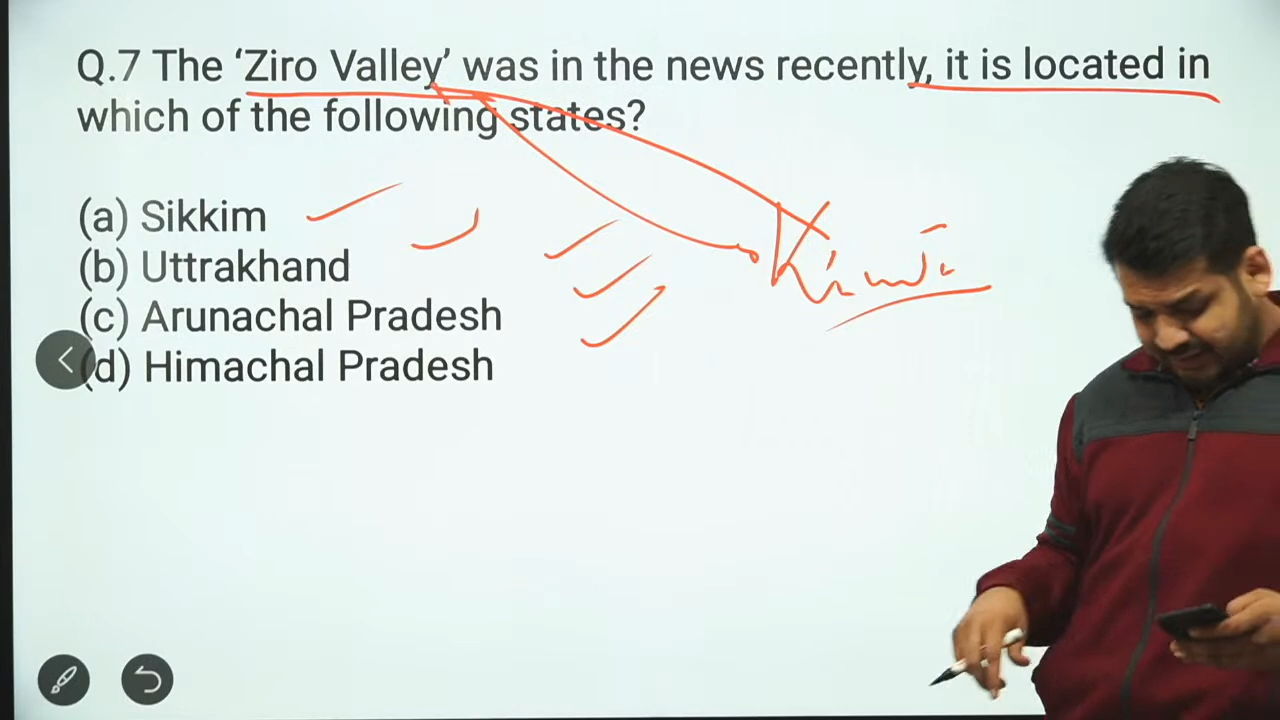 Q.7 The ‘Ziro Valley’ was in the news recently, it is located in
which of the following states?
(a) Sikkim
(b) Uttrakhand
(c) Arunachal Pradesh
(d) Himachal Pradesh